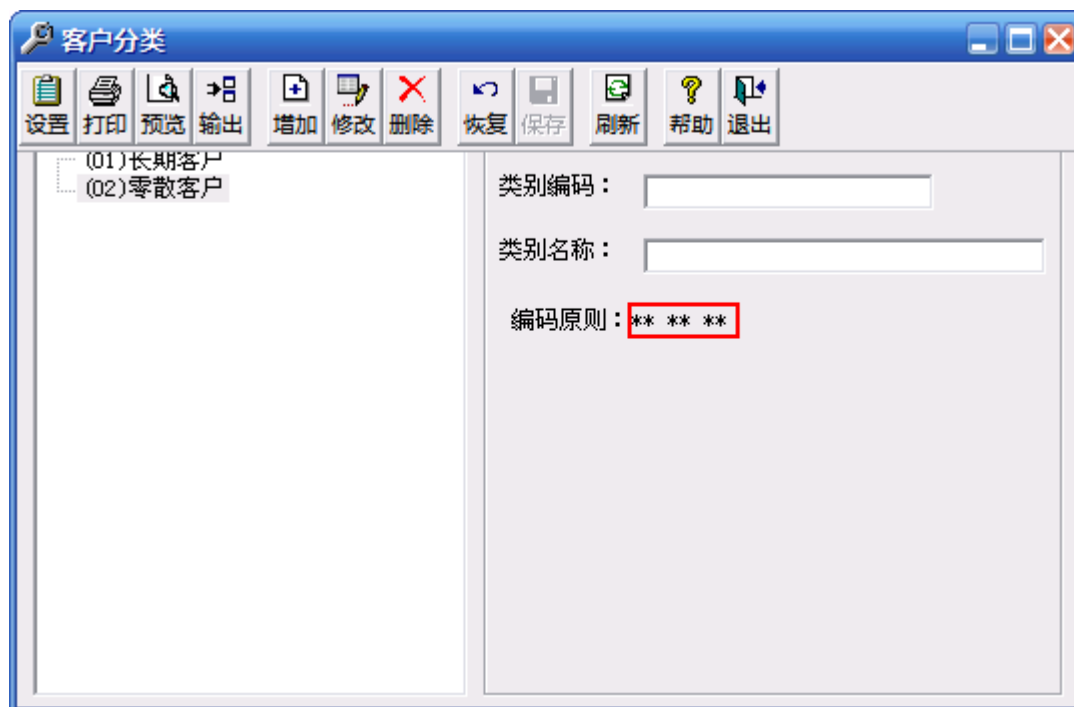 客户分类
设置 打印 预览 输出 增加 修改 删除 恢复 保存 刷新 帮助 退出
(01)长期客户
(02)零散客户
类别编码：
类别名称：
编码原则：** ** **